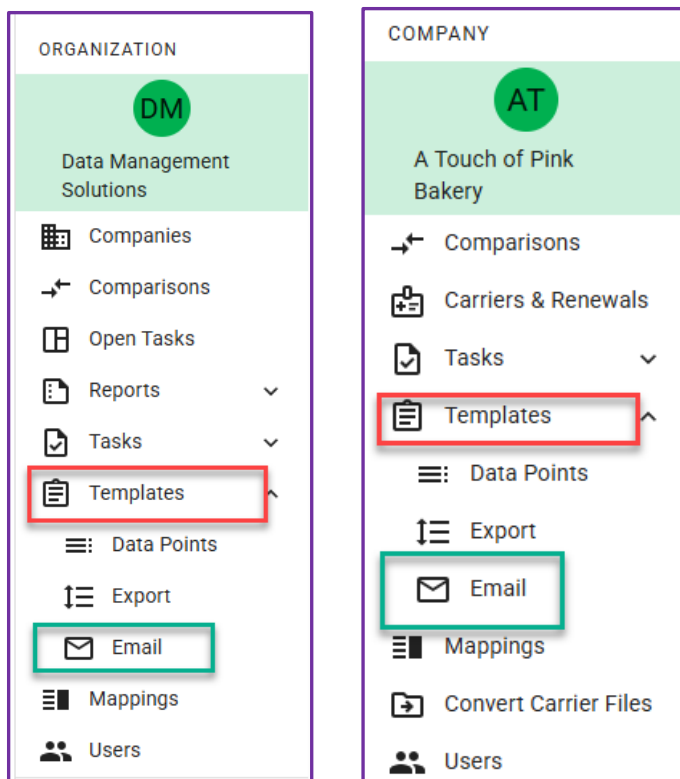 ORGANIZATION
DM
Data Management
Solutions
Companies
Comparisons
Open Tasks
Reports
Tasks
Templates
Data Points
Export
Email
Mappings
Users
COMPANY
AT
A Touch of Pink
Bakery
Comparisons
Carriers & Renewals
Tasks
Templates
Data Points
Export
Email
Mappings
Convert Carrier Files
Users